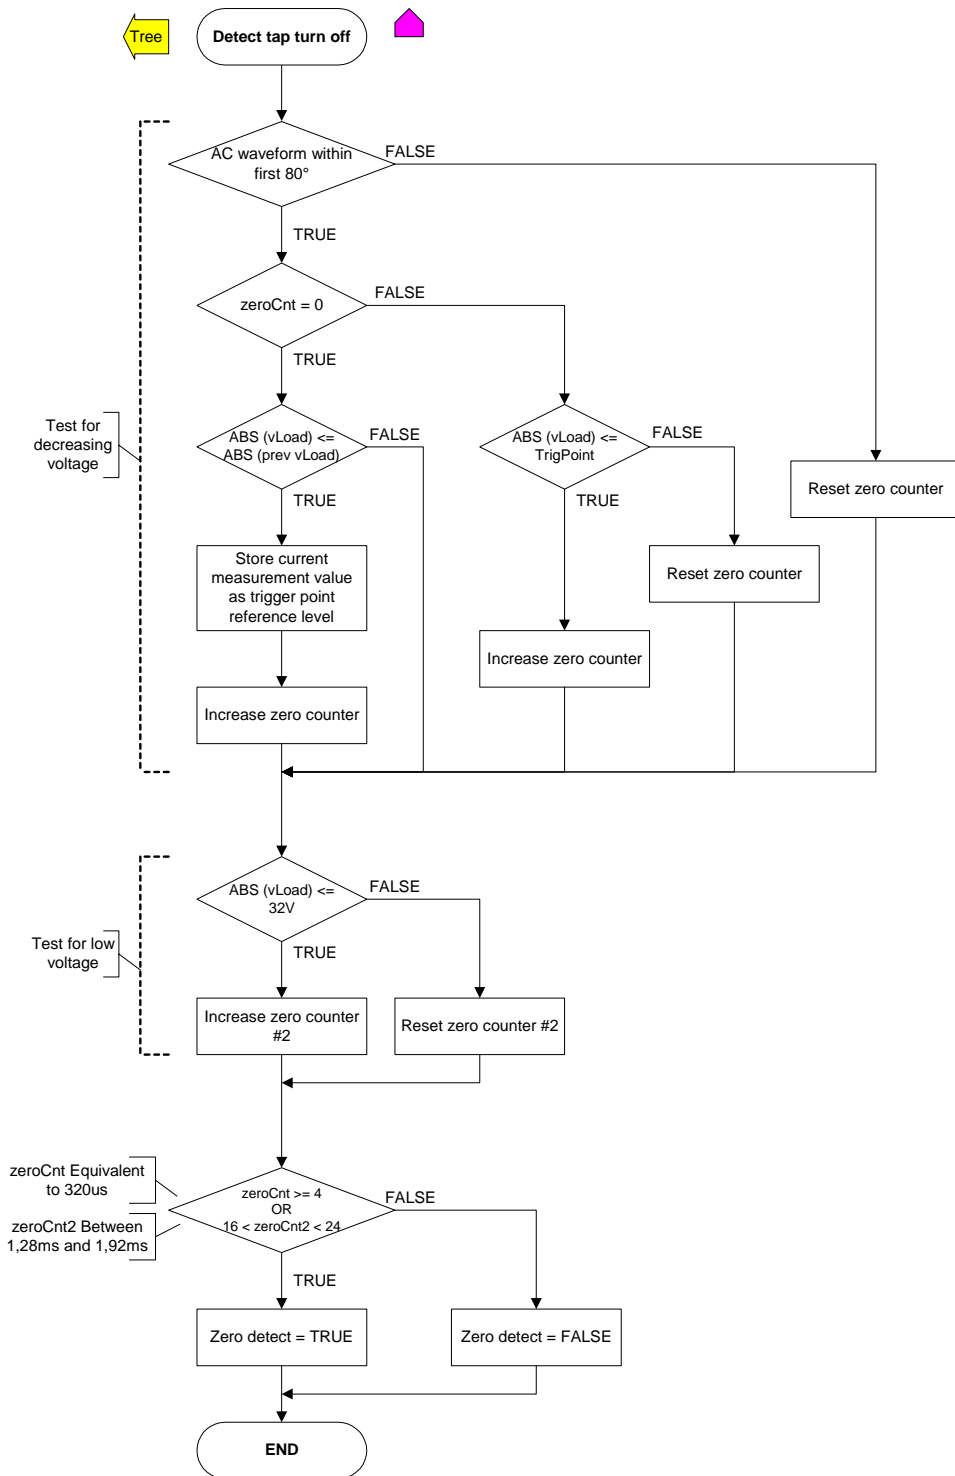 Tree
Detect tap turn off
AC waveform within
first 80°
FALSE
TRUE
zeroCnt = 0
FALSE
TRUE
Test for
decreasing
voltage
ABS (vLoad) <=
ABS (prev vLoad)
FALSE
TRUE
ABS (vLoad) <=
TrigPoint
FALSE
TRUE
Reset zero counter
Store current
measurement value
as trigger point
reference level
Reset zero counter
Increase zero counter
Increase zero counter
ABS (vLoad) <=
32V
FALSE
TRUE
Test for low
voltage
Increase zero counter
#2
Reset zero counter #2
zeroCnt Equivalent
to 320us
zeroCnt2 Between
1,28ms and 1,92ms
zeroCnt >= 4
OR
16 < zeroCnt2 < 24
FALSE
TRUE
Zero detect = TRUE
Zero detect = FALSE
END